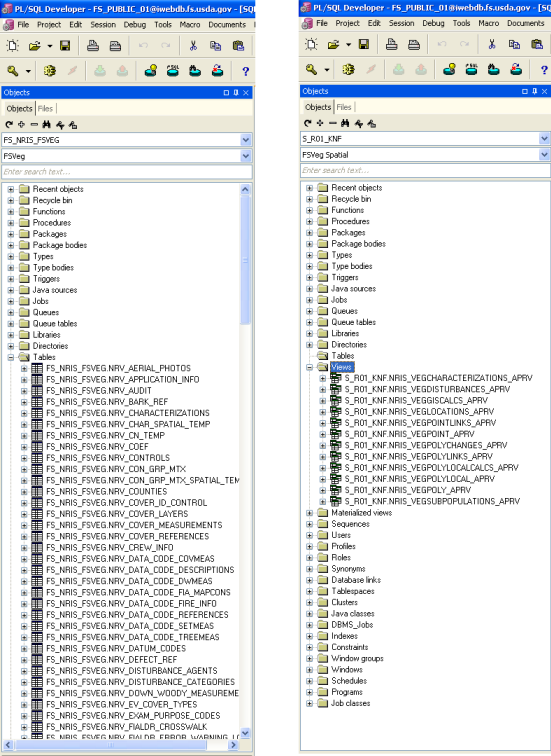 PL/SQL Developer - FS_PUBLIC_01@iwebdb.fs.usda.gov - [SQ
File Project Edit Session Debug Tools Macro Documents
Objects
Objects Files
FS_NRIS_FSVEG
FSVeg
Enter search text...
Recent objects
Recycle bin
Functions
Procedures
Packages
Package bodies
Types
Type bodies
Triggers
Java sources
Jobs
Queues
Queue tables
Libraries
Directories
Tables
FS_NRIS_FSVEG.NRV_AERIAL_PHOTOS
FS_NRIS_FSVEG.NRV_APPLICATION_INFO
FS_NRIS_FSVEG.NRV_AUDIT
FS_NRIS_FSVEG.NRV_BARK_REF
FS_NRIS_FSVEG.NRV_CHARACTERIZATIONS
FS_NRIS_FSVEG.NRV_CHAR_SPATIAL_TEMP
FS_NRIS_FSVEG.NRV_CN_TEMP
FS_NRIS_FSVEG.NRV_COEF
FS_NRIS_FSVEG.NRV_CONTROLS
FS_NRIS_FSVEG.NRV_CON_GRP_MTX
FS_NRIS_FSVEG.NRV_CON_GRP_MTX_SPATIAL_TEM
FS_NRIS_FSVEG.NRV_COUNTIES
FS_NRIS_FSVEG.NRV_COVER_ID_CONTROL
FS_NRIS_FSVEG.NRV_COVER_LAYERS
FS_NRIS_FSVEG.NRV_COVER_MEASUREMENTS
FS_NRIS_FSVEG.NRV_COVER_REFERENCES
FS_NRIS_FSVEG.NRV_CREW_INFO
FS_NRIS_FSVEG.NRV_DATA_CODE_COVMEAS
FS_NRIS_FSVEG.NRV_DATA_CODE_DESCRIPTIONS
FS_NRIS_FSVEG.NRV_DATA_CODE_DWMEAS
FS_NRIS_FSVEG.NRV_DATA_CODE_FIA_MAPCONS
FS_NRIS_FSVEG.NRV_DATA_CODE_FIRE_INFO
FS_NRIS_FSVEG.NRV_DATA_CODE_REFERENCES
FS_NRIS_FSVEG.NRV_DATA_CODE_SETMEAS
FS_NRIS_FSVEG.NRV_DATA_CODE_TREEMEAS
FS_NRIS_FSVEG.NRV_DATUM_CODES
FS_NRIS_FSVEG.NRV_DEFECT_REF
FS_NRIS_FSVEG.NRV_DISTURBANCE_AGENTS
FS_NRIS_FSVEG.NRV_DISTURBANCE_CATEGORIES
FS_NRIS_FSVEG.NRV_DOWN_WOODY_MEASUREME
FS_NRIS_FSVEG.NRV_EV_COVER_TYPES
FS_NRIS_FSVEG.NRV_EXAM_PURPOSE_CODES
FS_NRIS_FSVEG.NRV_FIALDR_CROSSWALK
FS_NRIS_FSVEG.NRV_FIALDR_ERROR_WARNING_LO
PL/SQL Developer - FS_PUBLIC_01@iwebdb.fs.usda.gov - [SQ
File Project Edit Session Debug Tools Macro Documents
Objects
Objects Files
S_R01_KNF
FSVeg Spatial
Enter search text...
Recent objects
Recycle bin
Functions
Procedures
Packages
Package bodies
Types
Type bodies
Triggers
Java sources
Jobs
Queues
Queue tables
Libraries
Directories
Tables
Views
S_R01_KNF.NRIS_VEGCHARACTERIZATIONS_APRV
S_R01_KNF.NRIS_VEGDISTURBANCES_APRV
S_R01_KNF.NRIS_VEGGISCALCS_APRV
S_R01_KNF.NRIS_VEGLOCATIONS_APRV
S_R01_KNF.NRIS_VEGPOINTLINKS_APRV
S_R01_KNF.NRIS_VEGPOINT_APRV
S_R01_KNF.NRIS_VEGPOLYCHANGES_APRV
S_R01_KNF.NRIS_VEGPOLYLINKS_APRV
S_R01_KNF.NRIS_VEGPOLYLOCALCALCS_APRV
S_R01_KNF.NRIS_VEGPOLYLOCAL_APRV
S_R01_KNF.NRIS_VEGPOLY_APRV
S_R01_KNF.NRIS_VEGSUBPOPULATIONS_APRV
Materialized views
Sequences
Users
Profiles
Roles
Synonyms
Database links
Tablespaces
Clusters
Java classes
DBMS_Jobs
Indexes
Constraints
Window groups
Windows
Schedules
Programs
Job classes